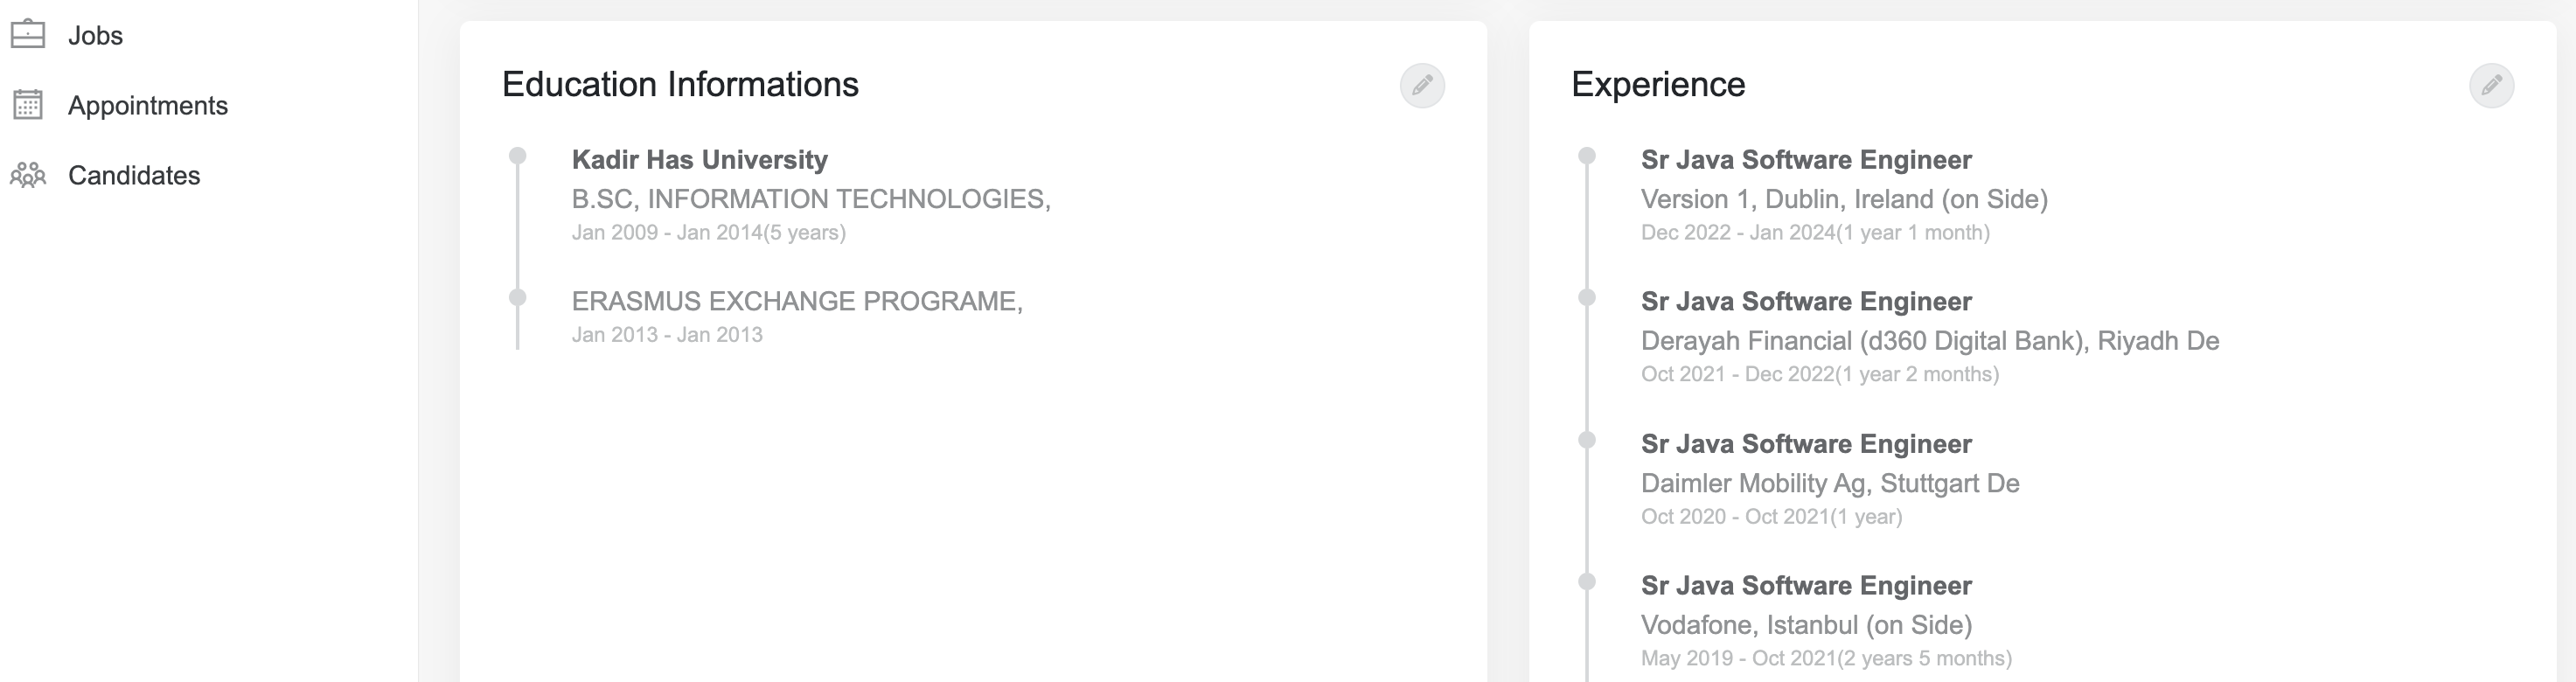 Jobs
Appointments
Candidates
Education Informations
Kadir Has University
B.SC, INFORMATION TECHNOLOGIES,
Jan 2009 - Jan 2014(5 years)
ERASMUS EXCHANGE PROGRAME,
Jan 2013 - Jan 2013
Experience
Sr Java Software Engineer
Version 1, Dublin, Ireland (on Side)
Dec 2022 - Jan 2024(1 year 1 month)
Sr Java Software Engineer
Derayah Financial (d360 Digital Bank), Riyadh De
Oct 2021 - Dec 2022(1 year 2 months)
Sr Java Software Engineer
Daimler Mobility Ag, Stuttgart De
Oct 2020 - Oct 2021(1 year)
Sr Java Software Engineer
Vodafone, Istanbul (on Side)
May 2019 - Oct 2021(2 years 5 months)